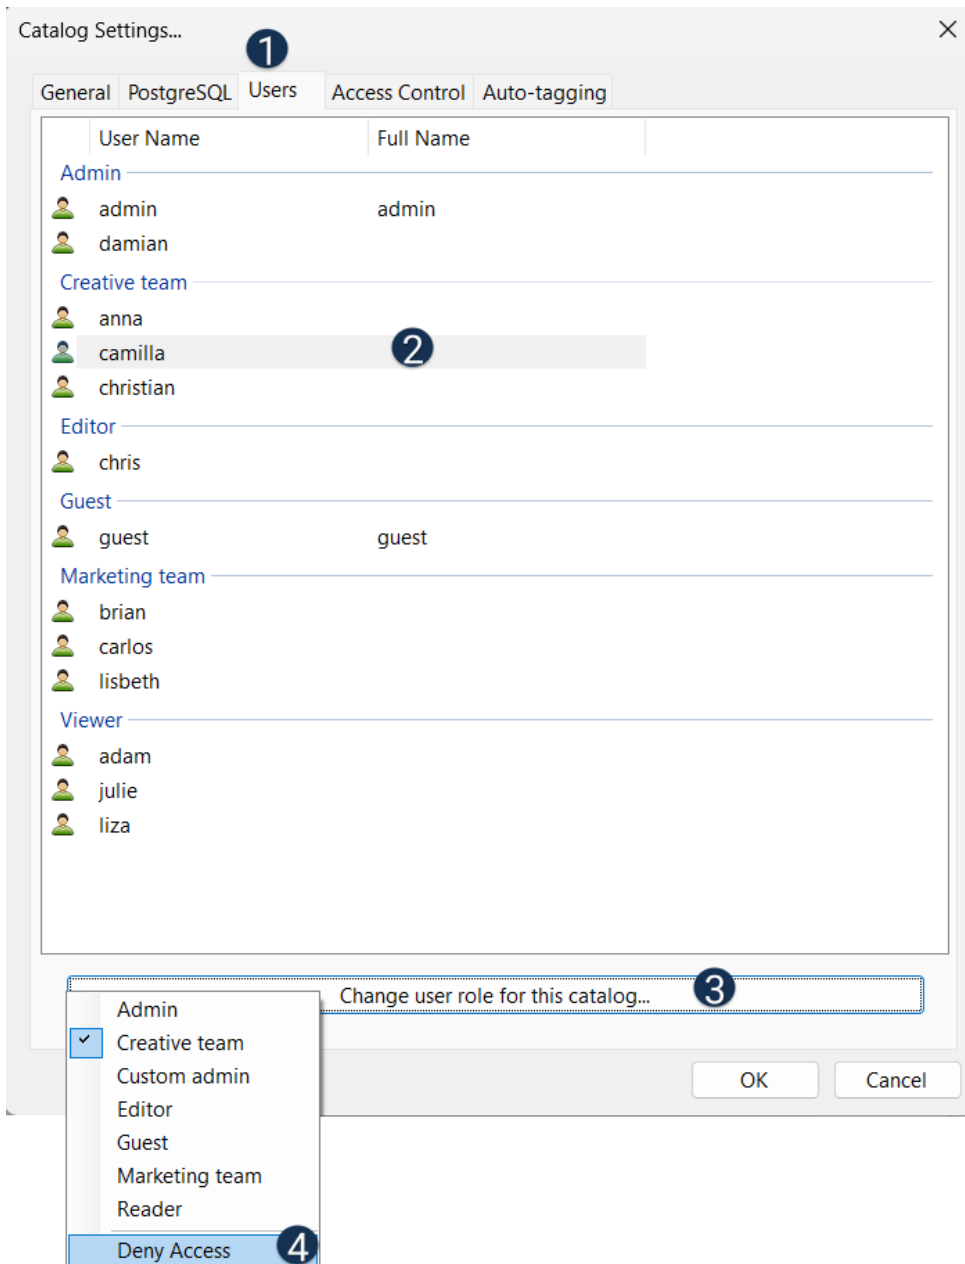 Catalog Settings...
1
General PostgreSQL Users Access Control Auto-tagging
User Name Full Name
Admin
admin admin
damian
Creative team
anna
camilla 2
christian
Editor
chris
Guest
guest guest
Marketing team
brian
carlos
lisbeth
Viewer
adam
julie
liza
Change user role for this catalog... 3
Admin
Creative team
Custom admin
Editor
Guest
Marketing team
Reader
Deny Access 4
OK Cancel